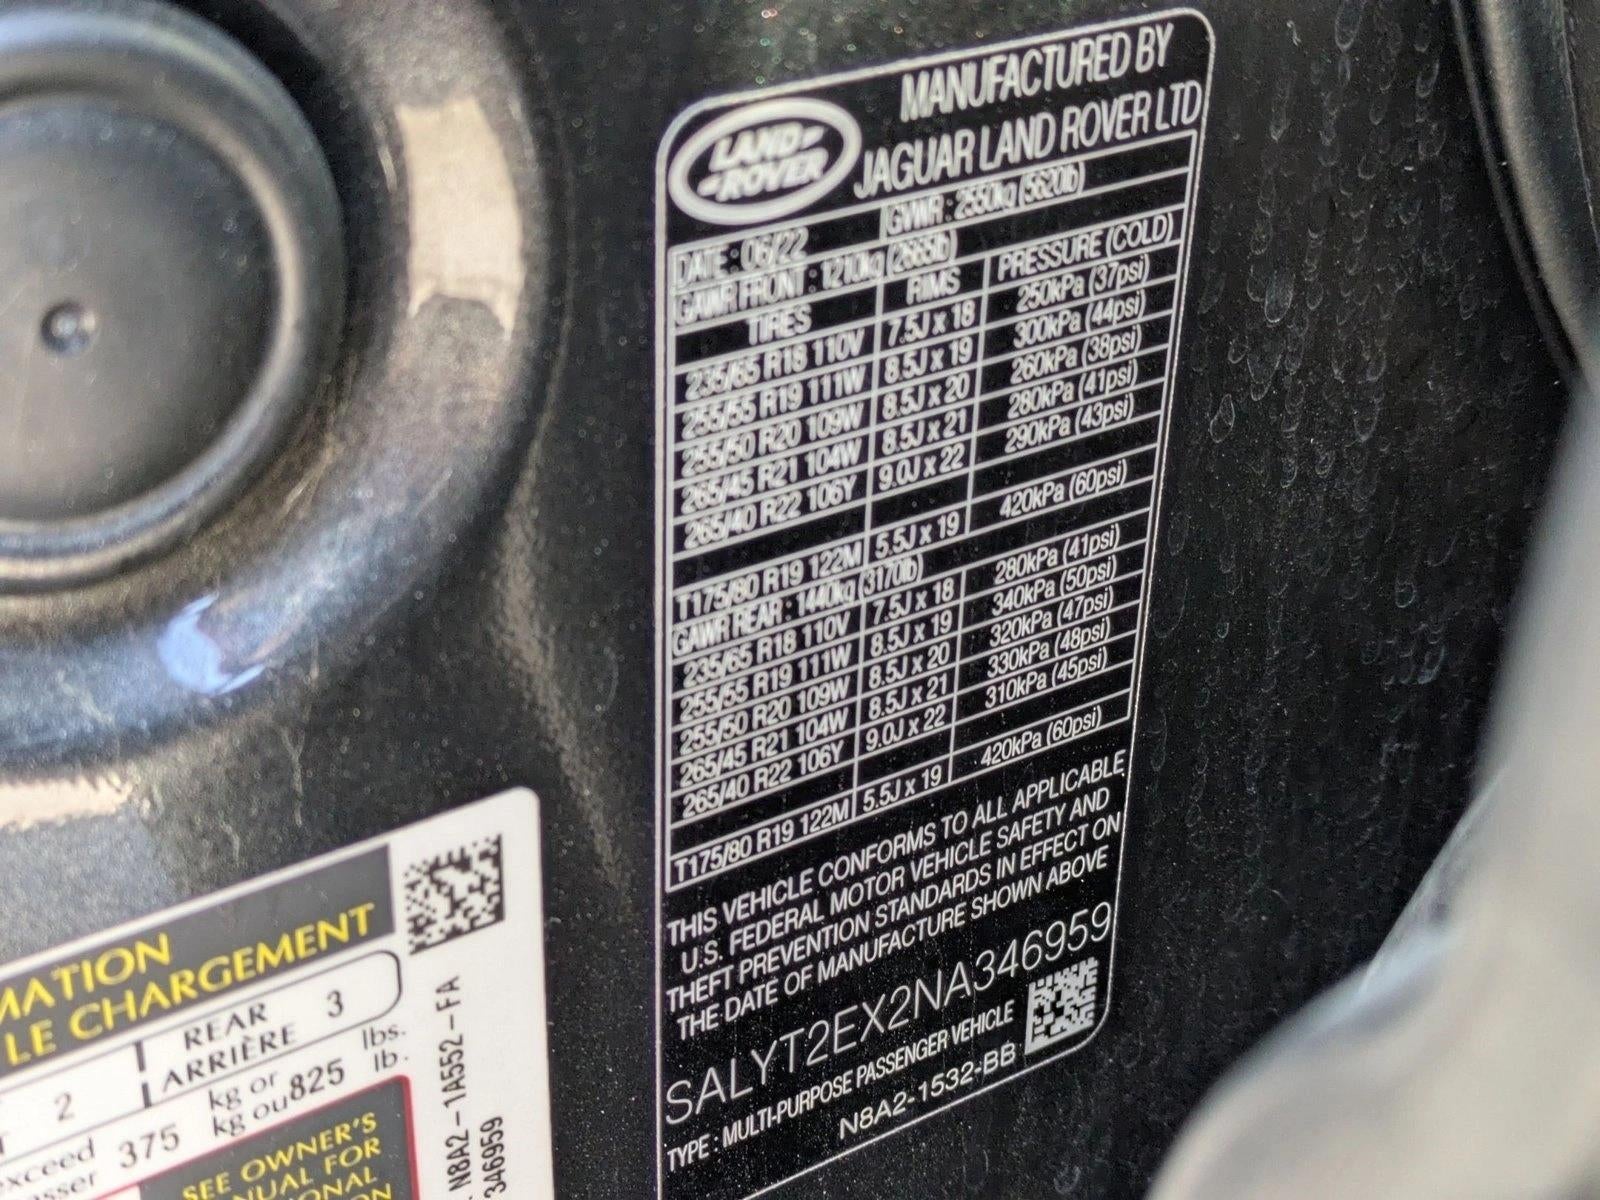 LAND ROVER
MANUFACTURED BY
JAGUAR LAND ROVER LTD
DATE : 06/22 GVWR : 2550kg (5620lb)
GAWR FRONT : 1210kg (2665lb)
TIRES RIMS PRESSURE (COLD)
235/65 R18 110V 7.5J x 18 250kPa (37psi)
255/55 R19 111W 8.5J x 19 300kPa (44psi)
255/50 R20 109W 8.5J x 20 260kPa (38psi)
265/45 R21 104W 8.5J x 21 280kPa (41psi)
265/40 R22 106Y 9.0J x 22 290kPa (43psi)
T175/80 R19 122M 5.5J x 19 420kPa (60psi)
GAWR REAR : 1440kg (3170lb)
235/65 R18 110V 7.5J x 18 280kPa (41psi)
255/55 R19 111W 8.5J x 19 340kPa (50psi)
255/50 R20 109W 8.5J x 20 320kPa (47psi)
265/45 R21 104W 8.5J x 21 330kPa (48psi)
265/40 R22 106Y 9.0J x 22 310kPa (45psi)
T175/80 R19 122M 5.5J x 19 420kPa (60psi)
THIS VEHICLE CONFORMS TO ALL APPLICABLE
U.S. FEDERAL MOTOR VEHICLE SAFETY AND
THEFT PREVENTION STANDARDS IN EFFECT ON
THE DATE OF MANUFACTURE SHOWN ABOVE
SALYT2EX2NA346959
TYPE : MULTI-PURPOSE PASSENGER VEHICLE
N8A2-1532-BB
MATION
LE CHARGEMENT
2 REAR
ARRIÈRE 3
exceed 375 kg or 825 lbs.
kg ou lb.
SEE OWNER'S
FOR
N8A2-1A552-FA
346959